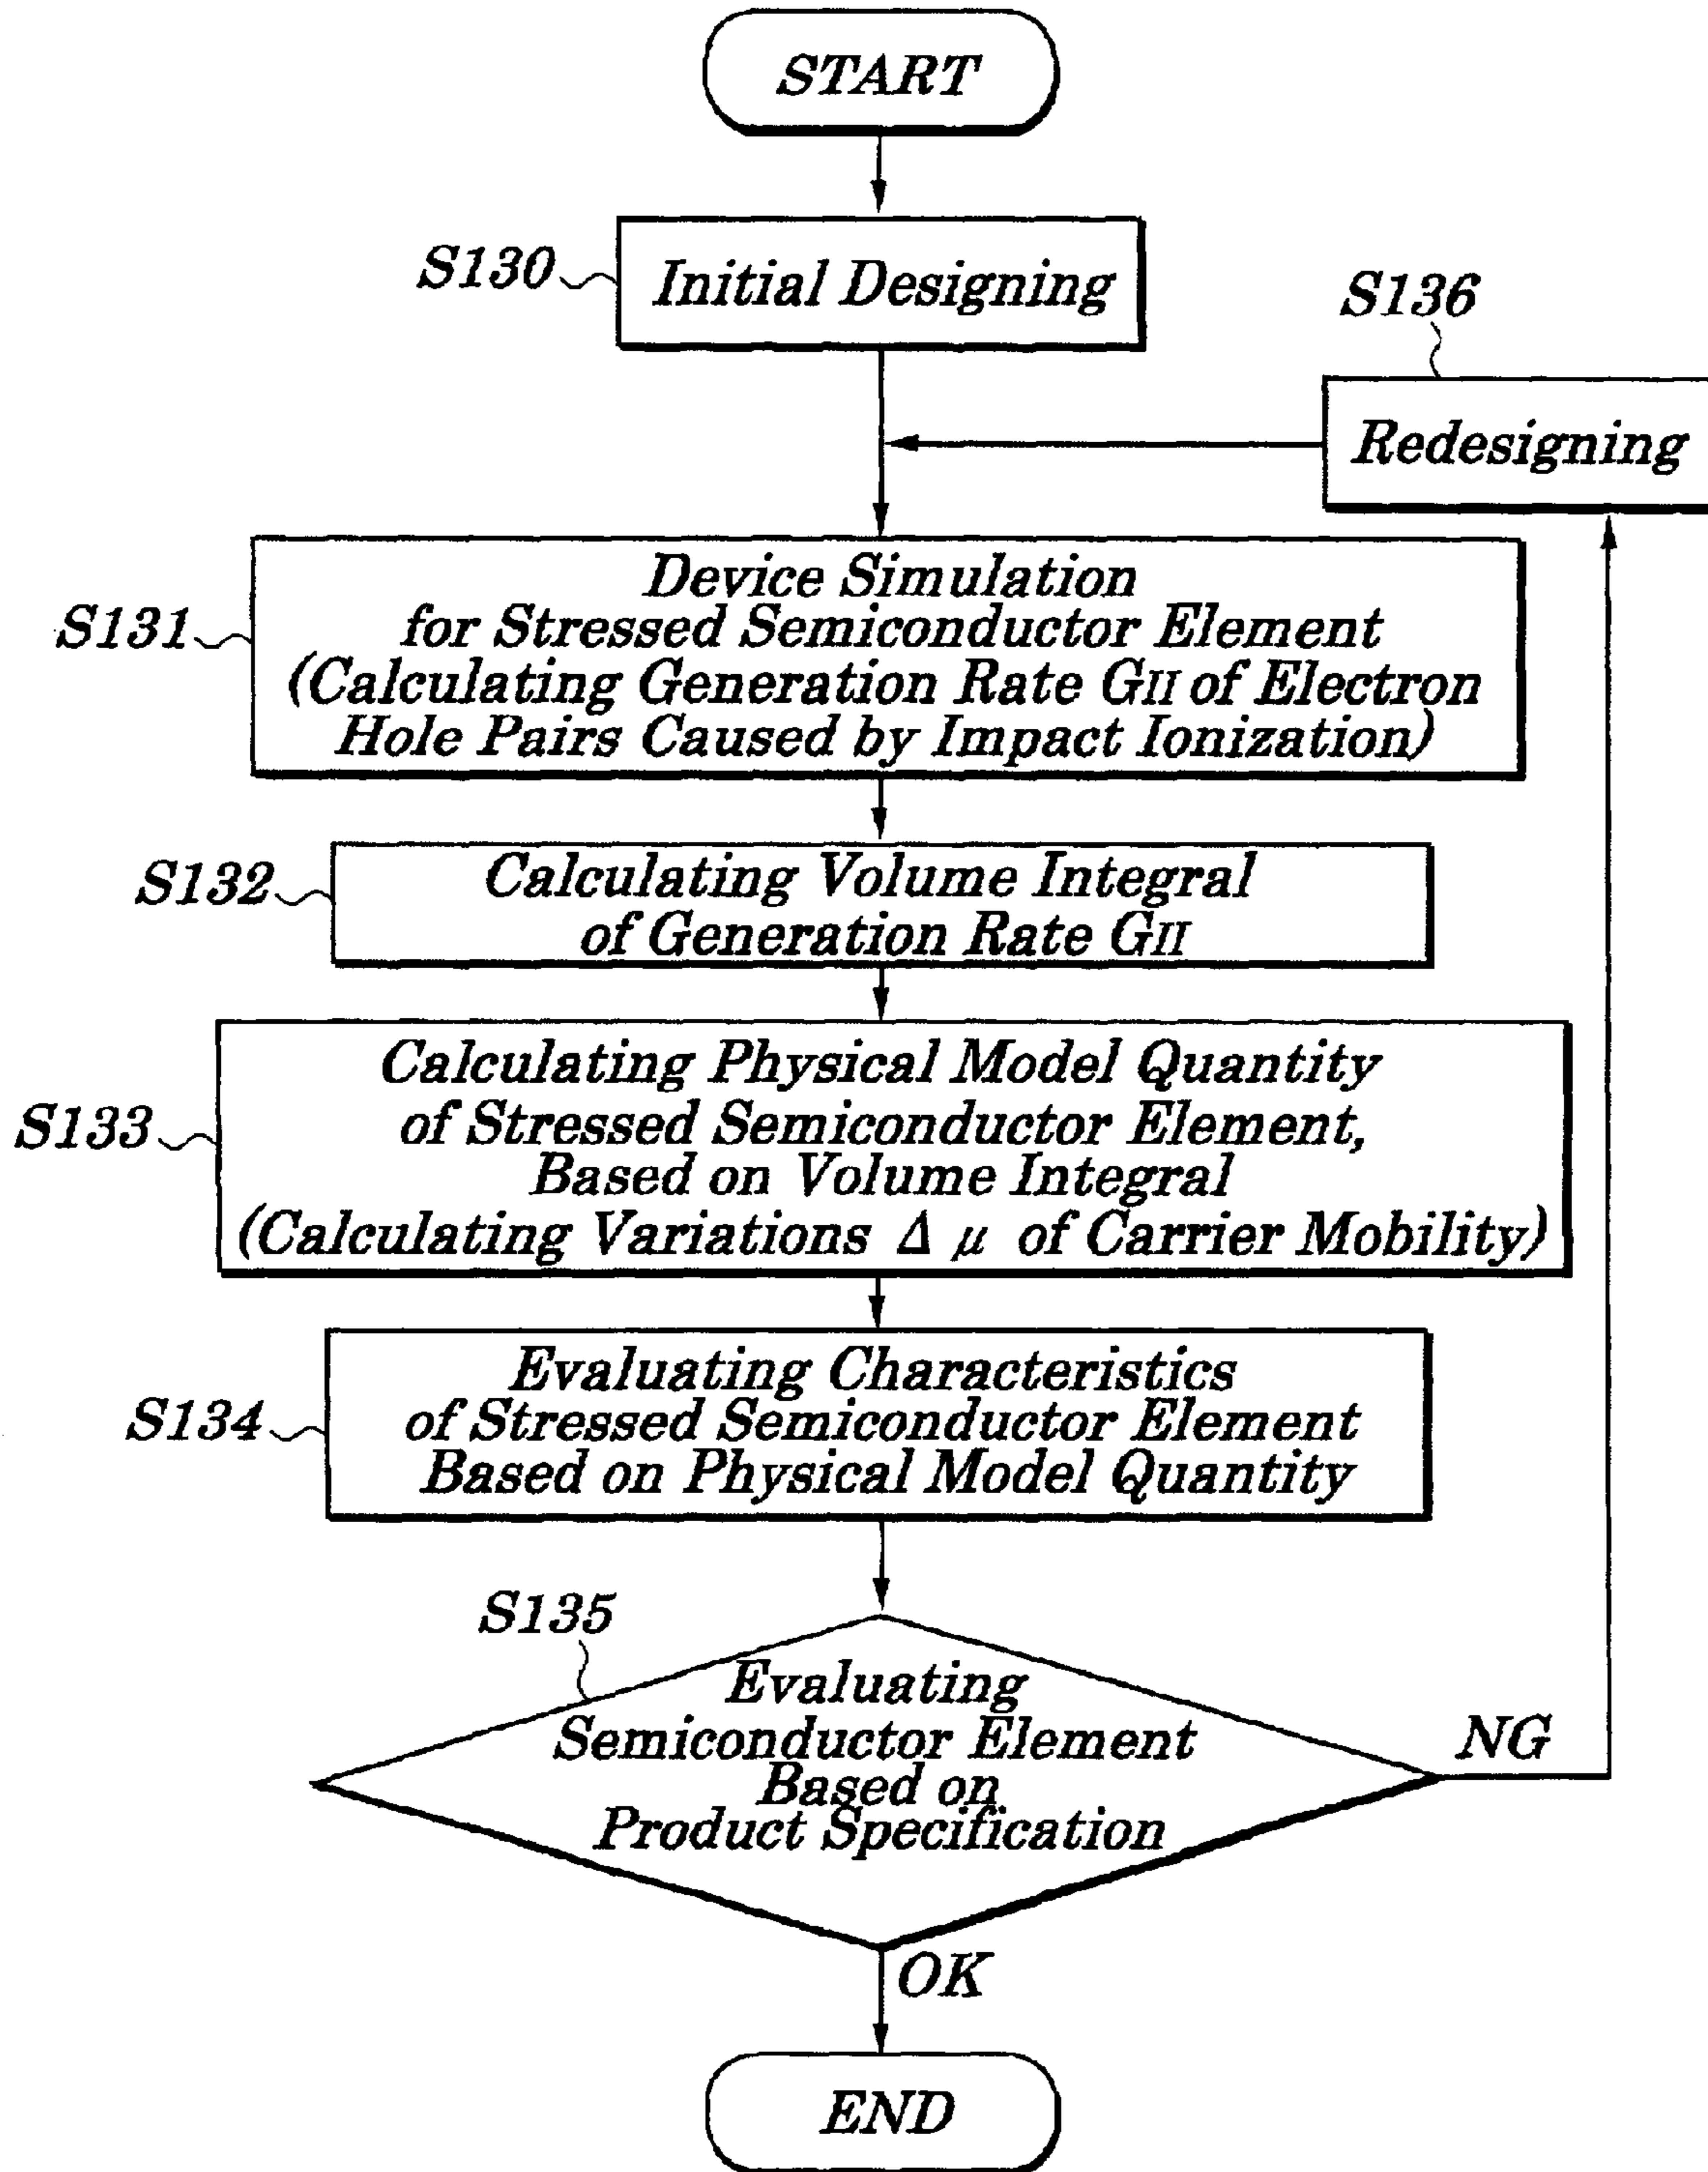 START
S130
Initial Designing
S136
Redesigning
S131
Device Simulation
for Stressed Semiconductor Element
(Calculating Generation Rate GII of Electron
Hole Pairs Caused by Impact Ionization)
S132
Calculating Volume Integral
of Generation Rate GII
S133
Calculating Physical Model Quantity
of Stressed Semiconductor Element,
Based on Volume Integral
(Calculating Variations Δ μ of Carrier Mobility)
S134
Evaluating Characteristics
of Stressed Semiconductor Element
Based on Physical Model Quantity
S135
Evaluating
Semiconductor Element
Based on
Product Specification
NG
OK
END